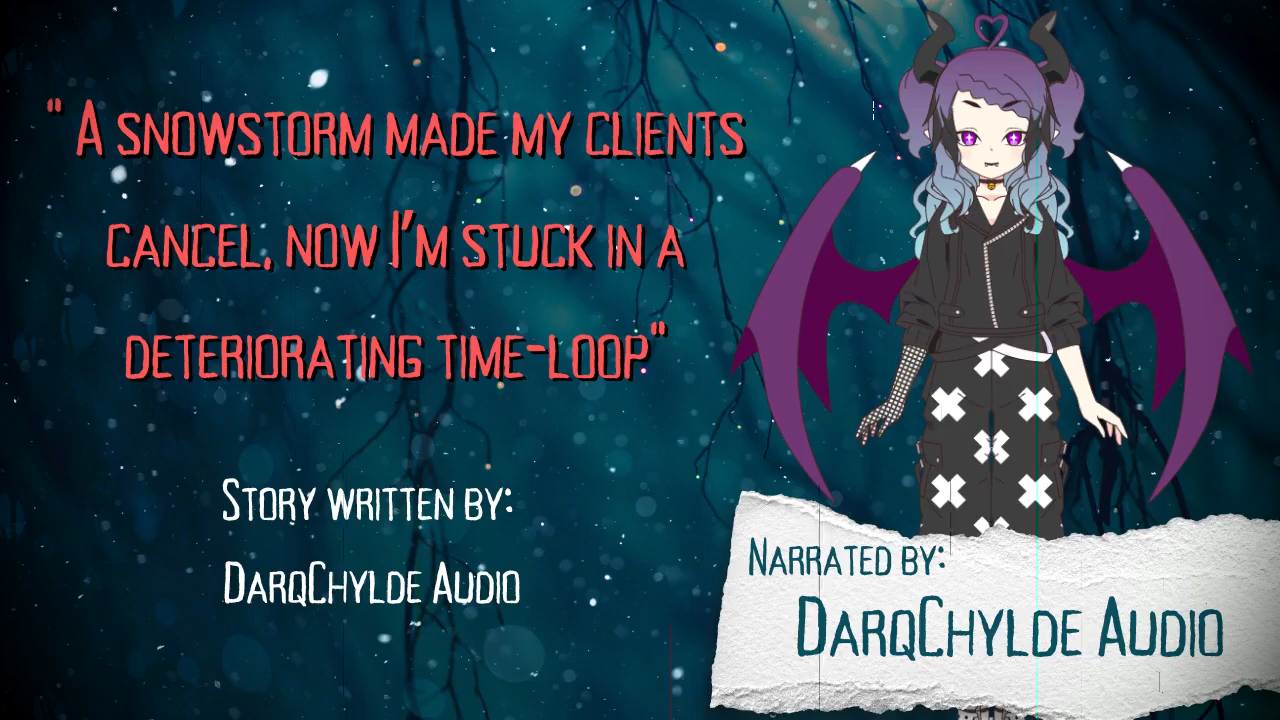 " A snowstorm made my clients
cancel, now I'm stuck in a
deteriorating time-loop"
Story written by:
DarqChylde Audio
Narrated by:
DarqChylde Audio